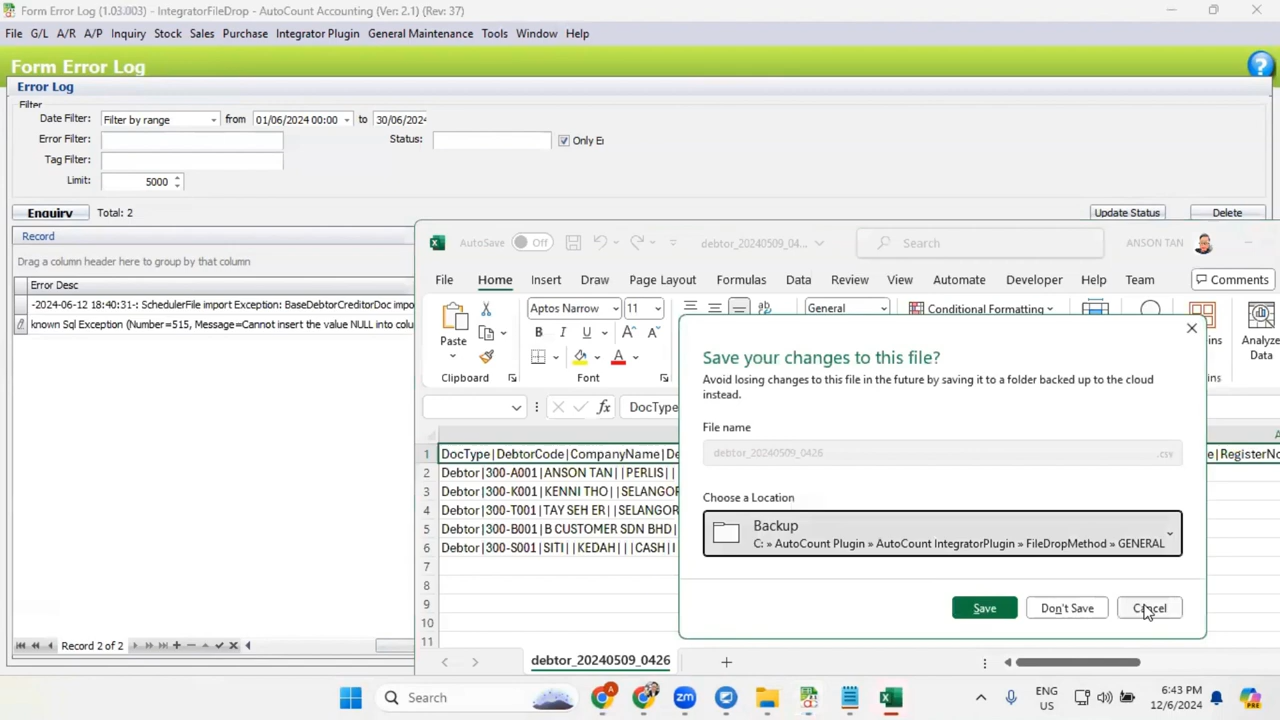 Form Error Log (1.03.003) - IntegratorFileDrop - AutoCount Accounting (Ver: 2.1) (Rev: 37)
File G/L A/R A/P Inquiry Stock Sales Purchase Integrator Plugin General Maintenance Tools Window Help
Form Error Log
Error Log
Filter
Date Filter: Filter by range from 01/06/2024 00:00 to 30/06/2024
Error Filter: Status: Only Er
Tag Filter:
Limit: 5000
Enquiry Total: 2 Update Status Delete
Record
Drag a column header here to group by that column
Error Desc
-2024-06-12 18:40:31-: SchedulerFile import Exception: BaseDebtorCreditorDoc impo
known Sql Exception (Number=515, Message=Cannot insert the value NULL into colu
Record 2 of 2
AutoSave Off debtor_20240509_04... Search ANSON TAN
File Home Insert Draw Page Layout Formulas Data Review View Automate Developer Help Team Comments
Paste Aptos Narrow 11 General Conditional Formatting Analyze
B I U A A ab Data
Clipboard Font
fx DocType
1 DocType|DebtorCode|CompanyName|De |RegisterNo
2 Debtor|300-A001|ANSON TAN||PERLIS||
3 Debtor|300-K001|KENNI THO||SELANGOR
4 Debtor|300-T001|TAY SEH ER||SELANGOR
5 Debtor|300-B001|B CUSTOMER SDN BHD|
6 Debtor|300-S001|SITI||KEDAH|||CASH|I
7
8
9
10
11
debtor_20240509_0426
Save your changes to this file?
Avoid losing changes to this file in the future by saving it to a folder backed up to the cloud
instead.
File name
debtor_20240509_0426 .csv
Choose a Location
Backup
C: » AutoCount Plugin » AutoCount IntegratorPlugin » FileDropMethod » GENERAL
Save Don't Save Cancel
Search ENG US 6:43 PM
12/6/2024